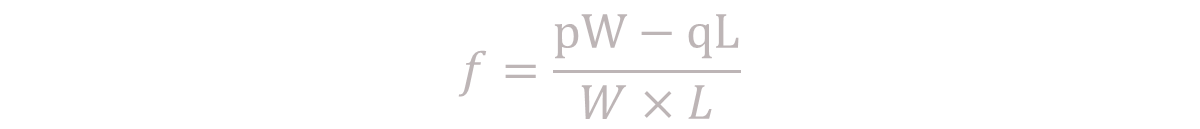 f = pW − qL / W × L